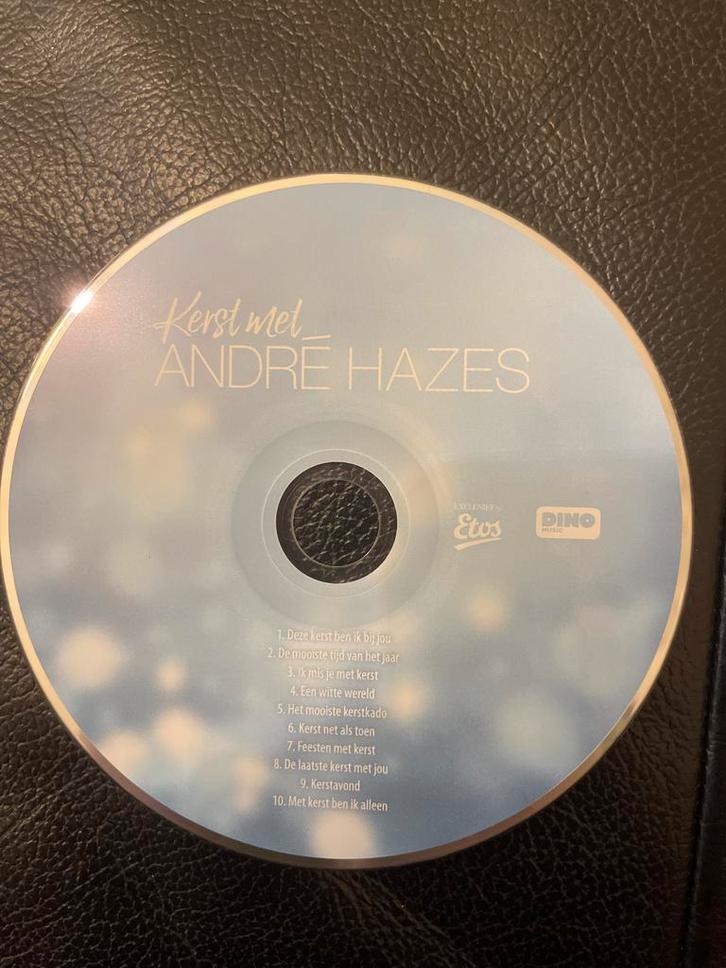 Kerst met
ANDRÉ HAZES
EXCLUSIEF bij
Etos
DINO
MUSIC
1. Deze kerst ben ik bij jou
2. De mooiste tijd van het jaar
3. Ik mis je met kerst
4. Een witte wereld
5. Het mooiste kerstkado
6. Kerst net als toen
7. Feesten met kerst
8. De laatste kerst met jou
9. Kerstavond
10. Met kerst ben ik alleen